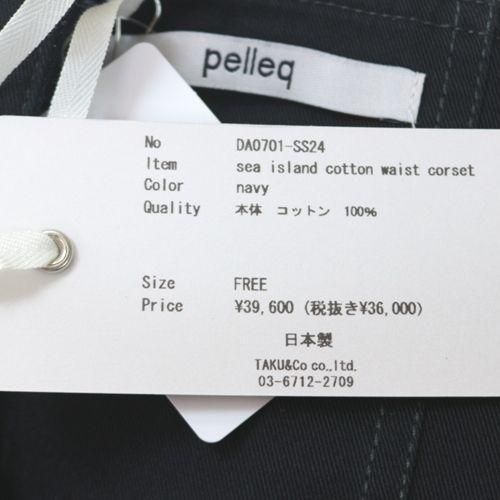 pelleq
No DA0701-SS24
Item sea island cotton waist corset
Color navy
Quality 本体 コットン 100%
Size FREE
Price ¥39,600 (税抜き¥36,000)
日本製
TAKU&Co co.,ltd.
03-6712-2709